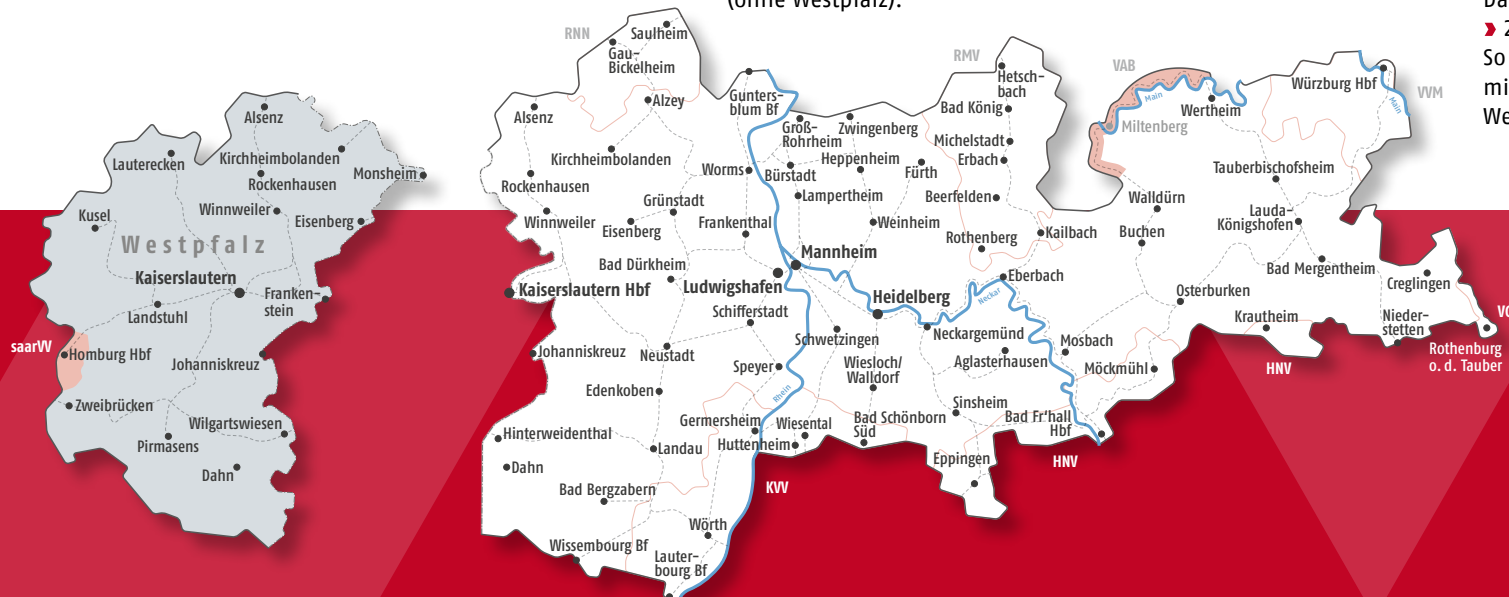 (ohne Westpfalz).
Da
❱ 2
So
mi
We
Alsenz
Lauterecken
Kirchheimbolanden
Rockenhausen
Monsheim
Kusel
Winnweiler
Eisenberg
Westpfalz
Kaiserslautern
Franken-
stein
Landstuhl
saarVV
Homburg Hbf
Johanniskreuz
Zweibrücken
Wilgartswiesen
Pirmasens
Dahn
RNN
Saulheim
Gau-
Bickelheim
Alzey
Alsenz
Kirchheimbolanden
Rockenhausen
Winnweiler
Grünstadt
Eisenberg
Bad Dürkheim
Kaiserslautern Hbf
Johanniskreuz
Neustadt
Edenkoben
Hinterweidenthal
Dahn
Landau
Bad Bergzabern
Wissembourg Bf
Lauter-
bourg Bf
Wörth
Gunters-
blum Bf
Worms
Frankenthal
Ludwigshafen
Schifferstadt
Speyer
Rhein
Germersheim
Huttenheim
Wiesental
KVV
Groß-
Rohrheim
Zwingenberg
Heppenheim
Bürstadt
Fürth
Lampertheim
Weinheim
Mannheim
Heidelberg
Schwetzingen
Wiesloch/
Walldorf
Bad Schönborn
Süd
RMV
Hetsch-
bach
Bad König
Michelstadt
Erbach
Beerfelden
Rothenberg
Kailbach
Eberbach
Neckar
Neckargemünd
Aglasterhausen
Sinsheim
Bad Fr'hall
Hbf
Eppingen
HNV
Mosbach
Möckmühl
VAB
Main
Miltenberg
Wertheim
Würzburg Hbf
Main
VVM
Tauberbischofsheim
Walldürn
Buchen
Lauda-
Königshofen
Bad Mergentheim
Osterburken
Krautheim
HNV
Creglingen
Nieder-
stetten
Rothenburg
o. d. Tauber